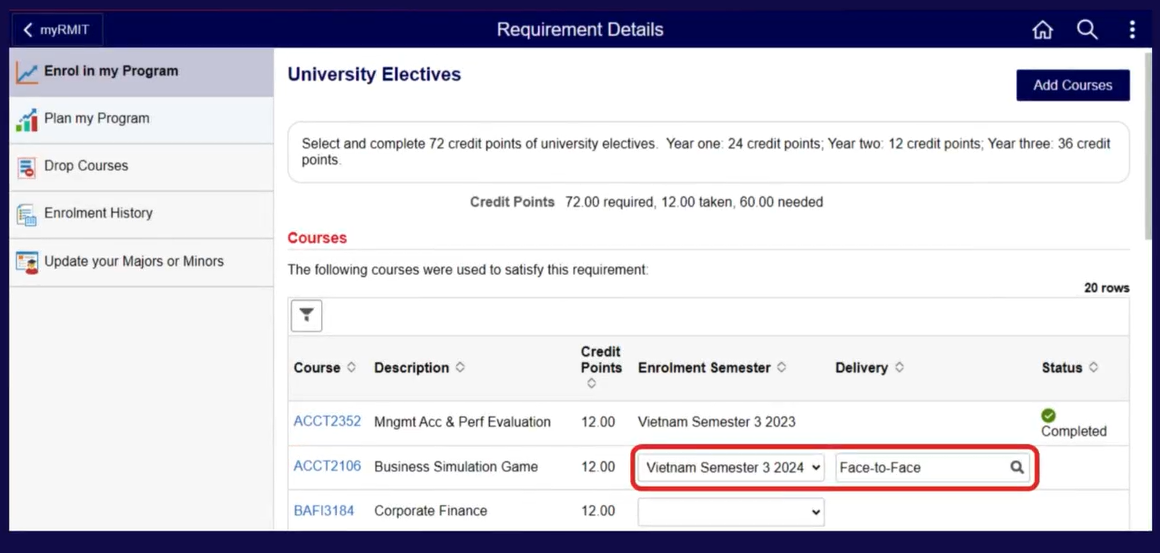 myRMIT
Requirement Details
Enrol in my Program
Plan my Program
Drop Courses
Enrolment History
Update your Majors or Minors
University Electives
Add Courses
Select and complete 72 credit points of university electives.  Year one: 24 credit points; Year two: 12 credit points; Year three: 36 credit
points.
Credit Points 72.00 required, 12.00 taken, 60.00 needed
Courses
The following courses were used to satisfy this requirement:
20 rows
Course Description Credit Points Enrolment Semester Delivery Status
ACCT2352 Mngmt Acc & Perf Evaluation 12.00 Vietnam Semester 3 2023 Completed
ACCT2106 Business Simulation Game 12.00 Vietnam Semester 3 2024 Face-to-Face
BAFI3184 Corporate Finance 12.00